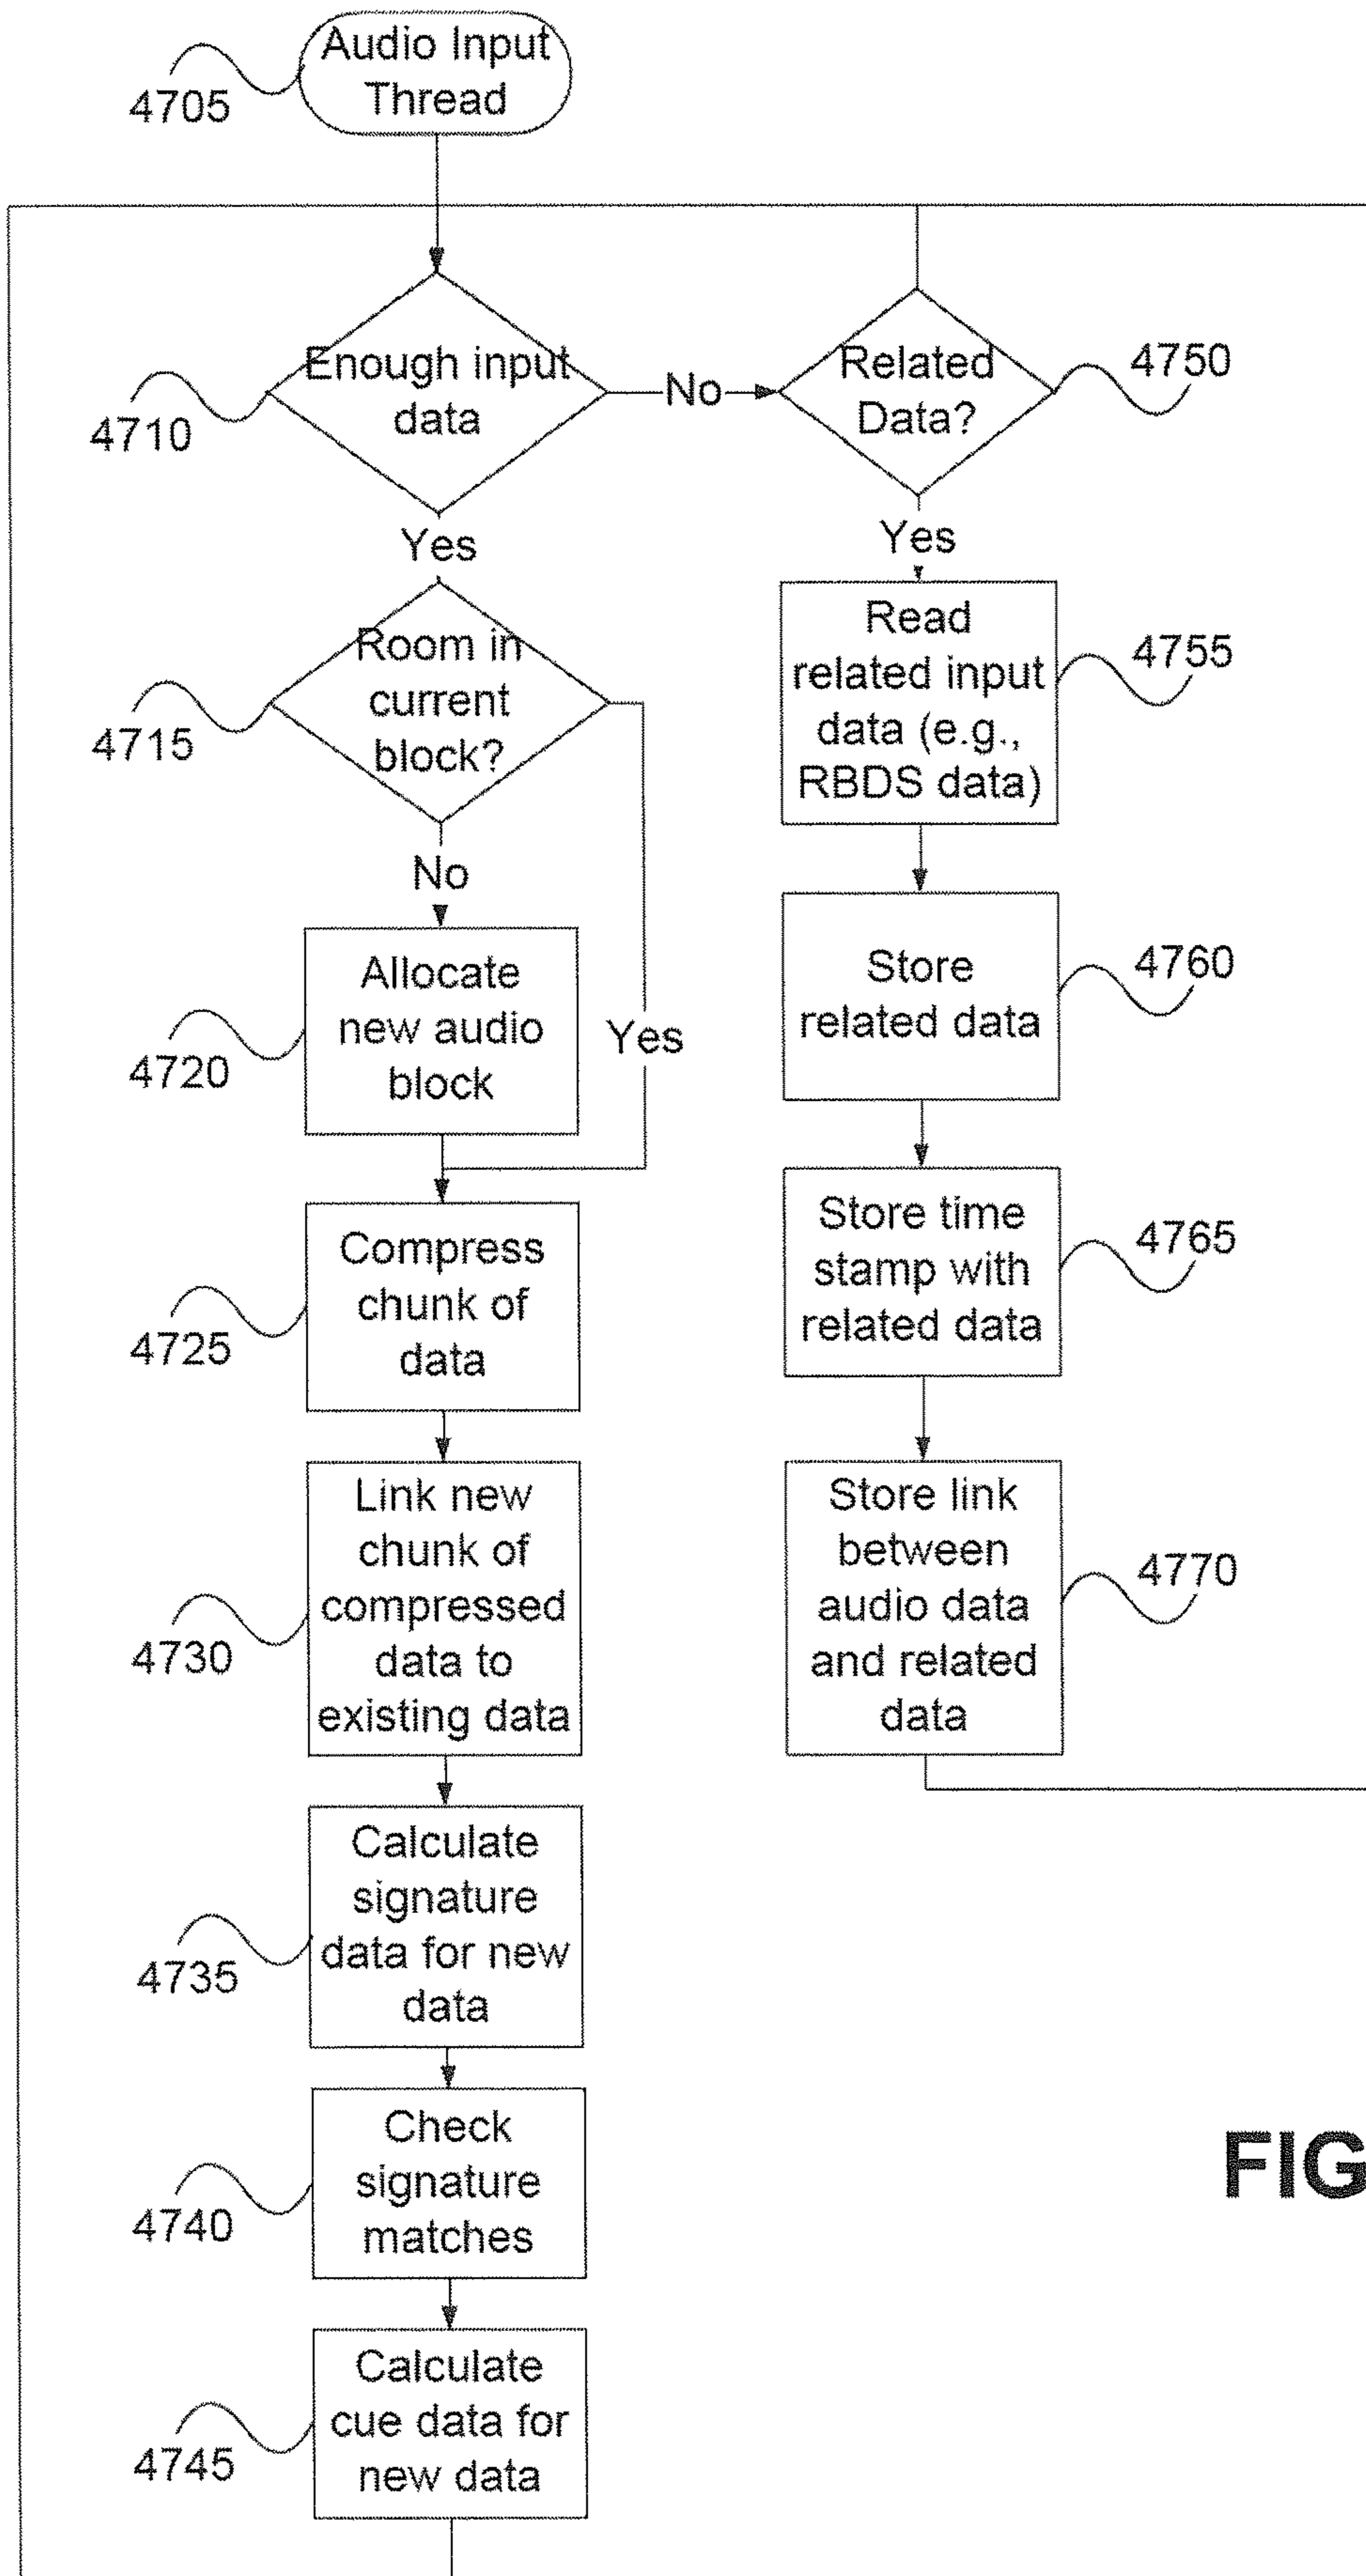 Audio Input
Thread
4705
Enough input
data
4710
No
Related
Data?
4750
Yes
Yes
Room in
current
block?
4715
Read
related input
data (e.g.,
RBDS data)
4755
No
Allocate
new audio
block
4720
Yes
Store
related data
4760
Compress
chunk of
data
4725
Store time
stamp with
related data
4765
Link new
chunk of
compressed
data to
existing data
4730
Store link
between
audio data
and related
data
4770
Calculate
signature
data for new
data
4735
Check
signature
matches
4740
FIG
Calculate
cue data for
new data
4745